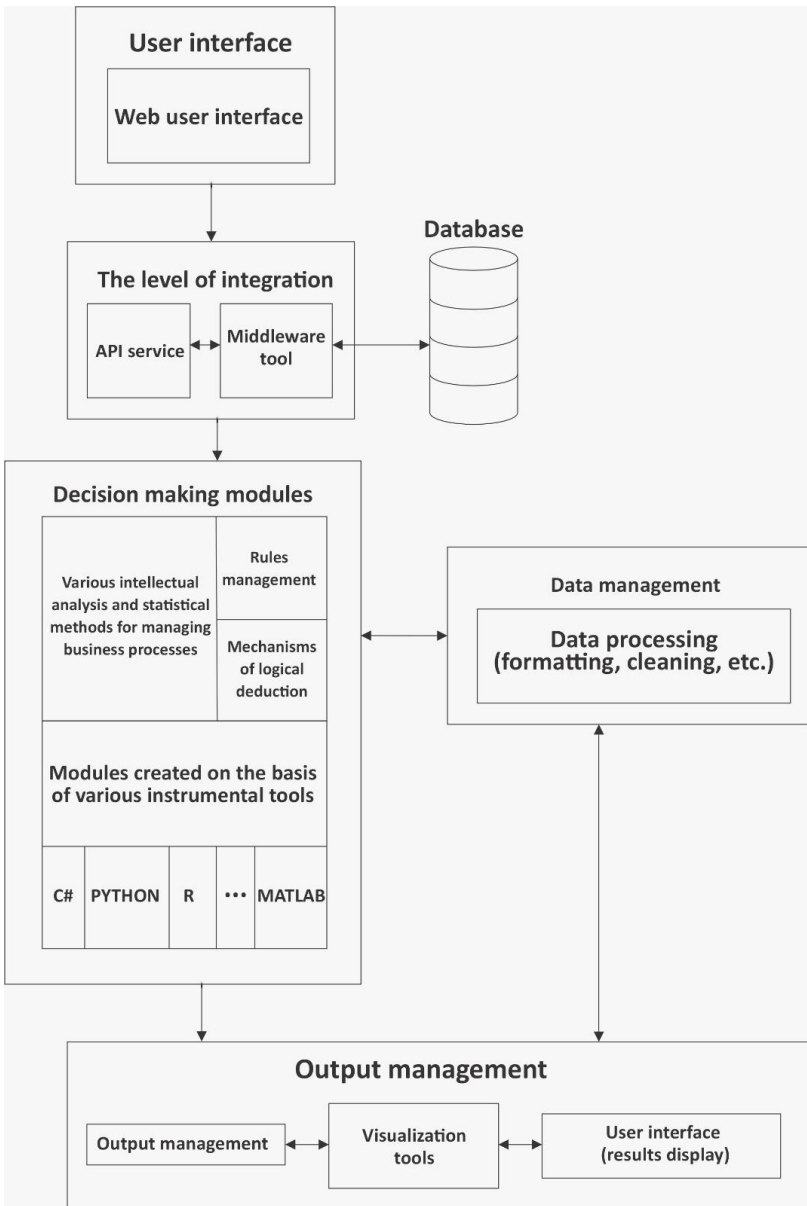 User interface
Web user interface
Database
The level of integration
API service
Middleware
tool
Decision making modules
Various intellectual
analysis and statistical
methods for managing
business processes
Rules
management
Mechanisms
of logical
deduction
Modules created on the basis
of various instrumental tools
C#
PYTHON
R
•••
MATLAB
Data management
Data processing
(formatting, cleaning, etc.)
Output management
Output management
Visualization
tools
User interface
(results display)